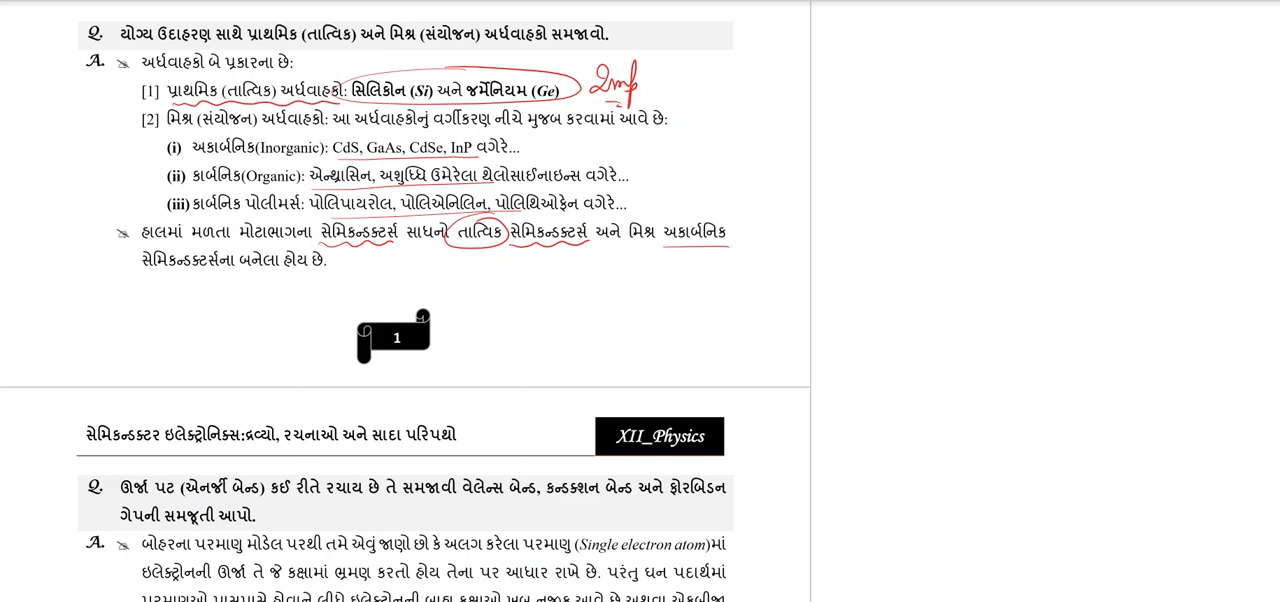 Q. યોગ્ય ઉદાહરણ સાથે પ્રાથમિક (તાત્વિક) અને મિશ્ર (સંયોજન) અર્ધવાહકો સમજાવો.
A. અર્ધવાહકો બે પ્રકારના છે:
[1] પ્રાથમિક (તાત્વિક) અર્ધવાહકો: સિલિકોન (Si) અને જર્મેનિયમ (Ge)
[2] મિશ્ર (સંયોજન) અર્ધવાહકો: આ અર્ધવાહકોનું વર્ગીકરણ નીચે મુજબ કરવામાં આવે છે:
(i) અકાર્બનિક(Inorganic): CdS, GaAs, CdSe, InP વગેરે...
(ii) કાર્બનિક(Organic): એન્થ્રાસિન, અશુધ્ધિ ઉમેરેલા થેલોસાઈનાઇન્સ વગેરે...
(iii) કાર્બનિક પોલીમર્સ: પોલિપાયરોલ, પોલિએનિલિન, પોલિથિઓફેન વગેરે...
હાલમાં મળતા મોટાભાગના સેમિકન્ડક્ટર્સ સાધનો તાત્વિક સેમિકન્ડક્ટર્સ અને મિશ્ર અકાર્બનિક
સેમિકન્ડક્ટર્સના બનેલા હોય છે.
1
સેમિકન્ડક્ટર ઇલેક્ટ્રોનિક્સ:દ્રવ્યો, રચનાઓ અને સાદા પરિપથો XII_Physics
Q. ઊર્જા પટ (એનર્જી બેન્ડ) કઈ રીતે રચાય છે તે સમજાવી વેલેન્સ બેન્ડ, કન્ડક્શન બેન્ડ અને ફોરબિડન
ગેપની સમજૂતી આપો.
A. બોહરના પરમાણુ મોડેલ પરથી તમે એવું જાણો છો કે અલગ કરેલા પરમાણુ (Single electron atom)માં
ઇલેક્ટ્રોનની ઊર્જા તે જે કક્ષામાં ભ્રમણ કરતો હોય તેના પર આધાર રાખે છે. પરંતુ ઘન પદાર્થમાં